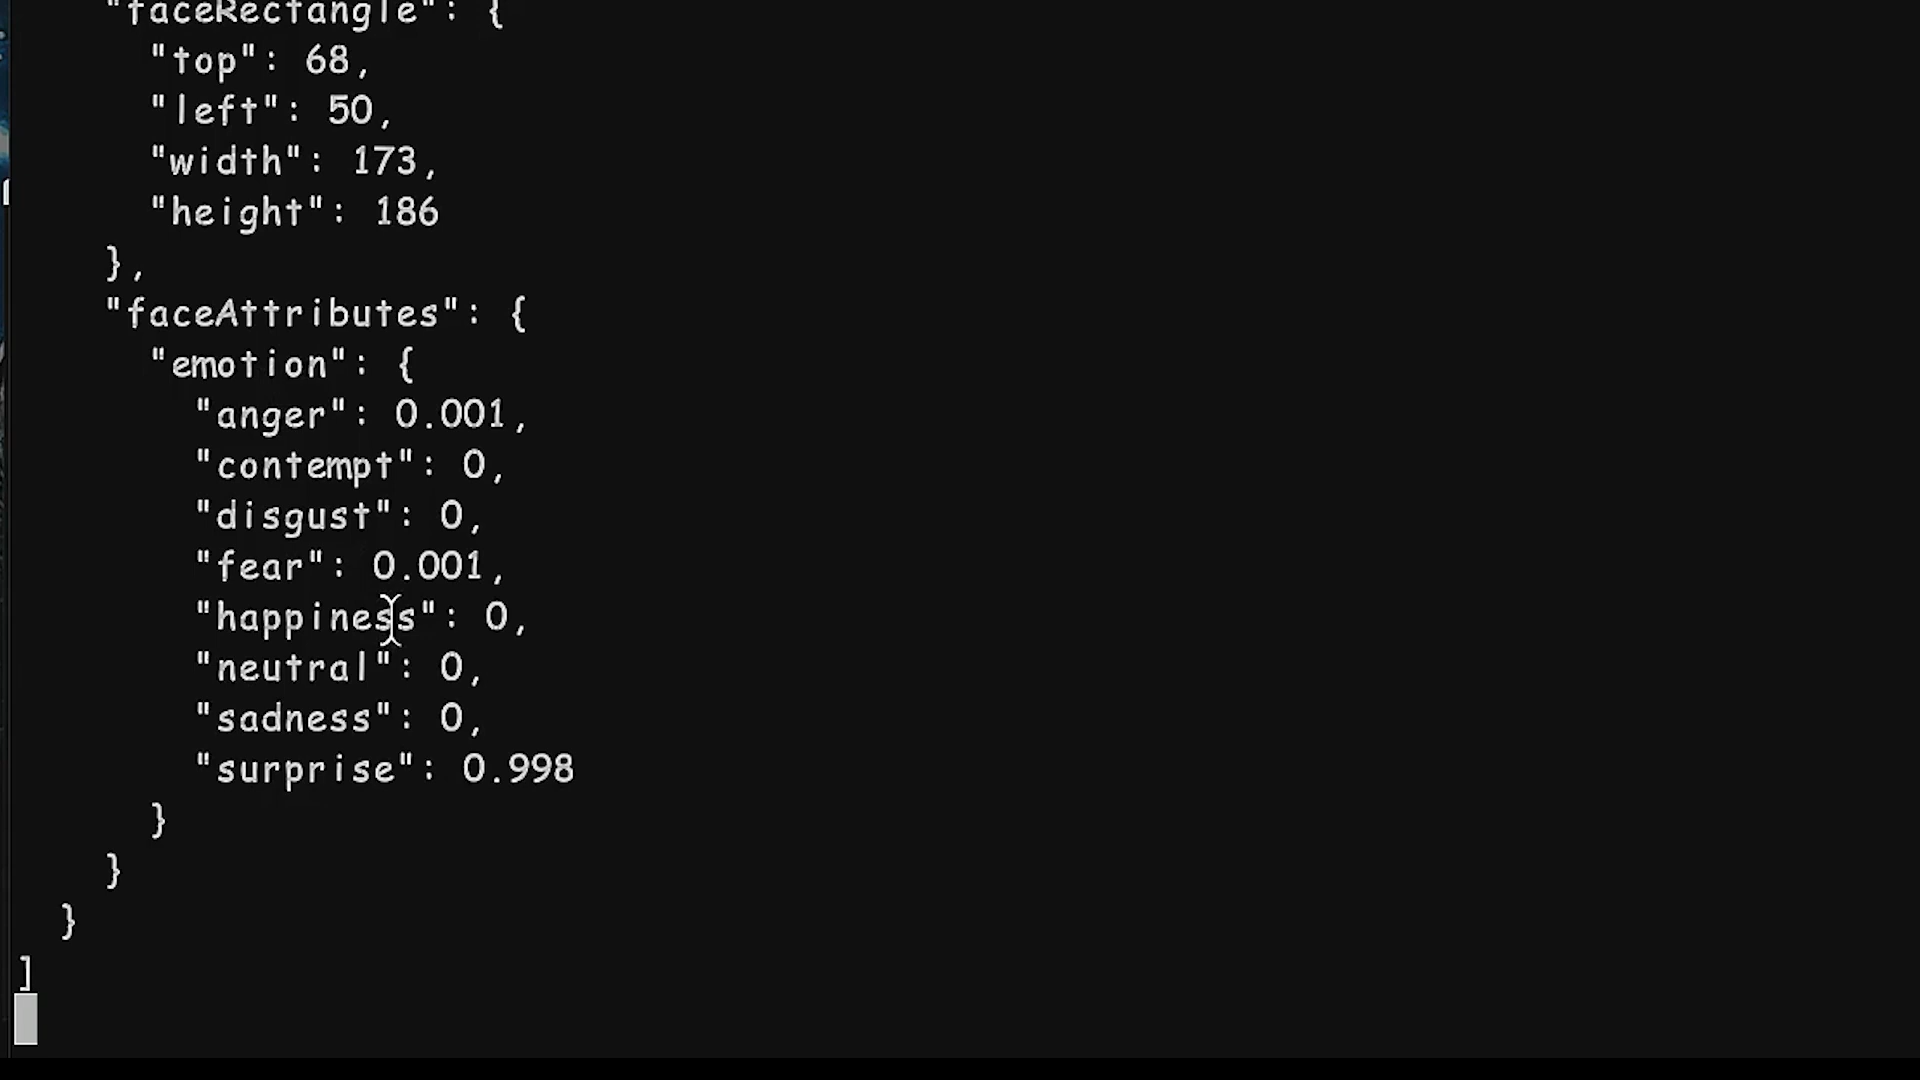 "faceRectangle": {
"top": 68,
"left": 50,
"width": 173,
"height": 186
},
"faceAttributes": {
"emotion": {
"anger": 0.001,
"contempt": 0,
"disgust": 0,
"fear": 0.001,
"happiness": 0,
"neutral": 0,
"sadness": 0,
"surprise": 0.998
}
}
}
]